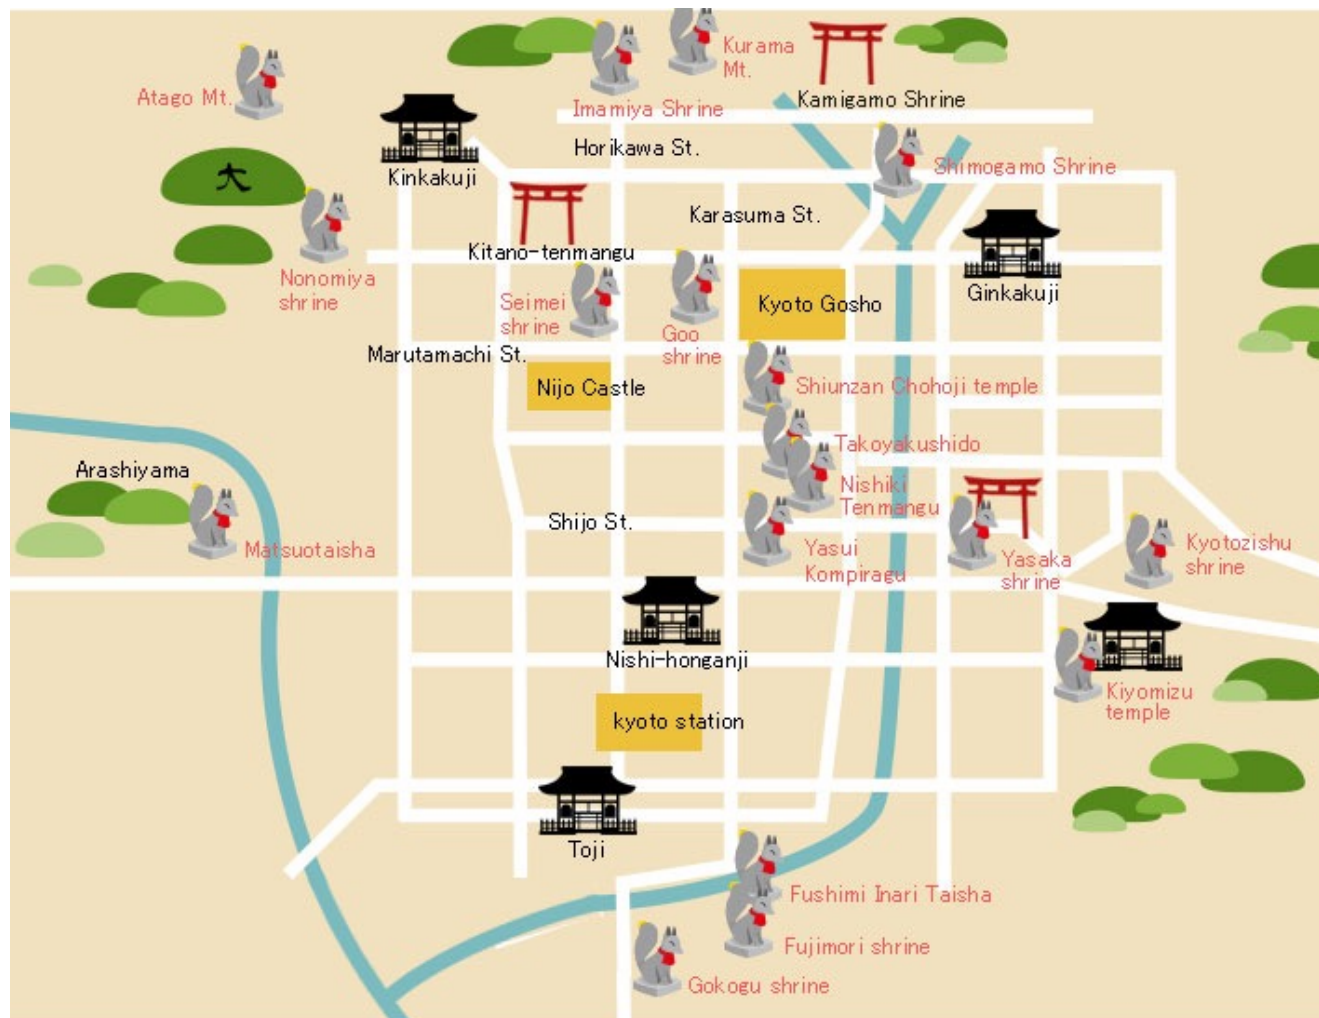 Kurama
Mt.
Atago Mt.
Imamiya Shrine
Kamigamo Shrine
Horikawa St.
Shimogamo Shrine
Kinkakuji
大
Karasuma St.
Kitano-tenmangu
Nonomiya
shrine
Seimei
shrine
Goo
shrine
Kyoto Gosho
Ginkakuji
Marutamachi St.
Nijo Castle
Shiunzan Chohoji temple
Takoyakushido
Arashiyama
Nishiki
Tenmangu
Shijo St.
Matsuotaisha
Yasui
Kompiragu
Yasaka
shrine
Kyotozishu
shrine
Nishi-honganji
Kiyomizu
temple
kyoto station
Toji
Fushimi Inari Taisha
Fujimori shrine
Gokogu shrine